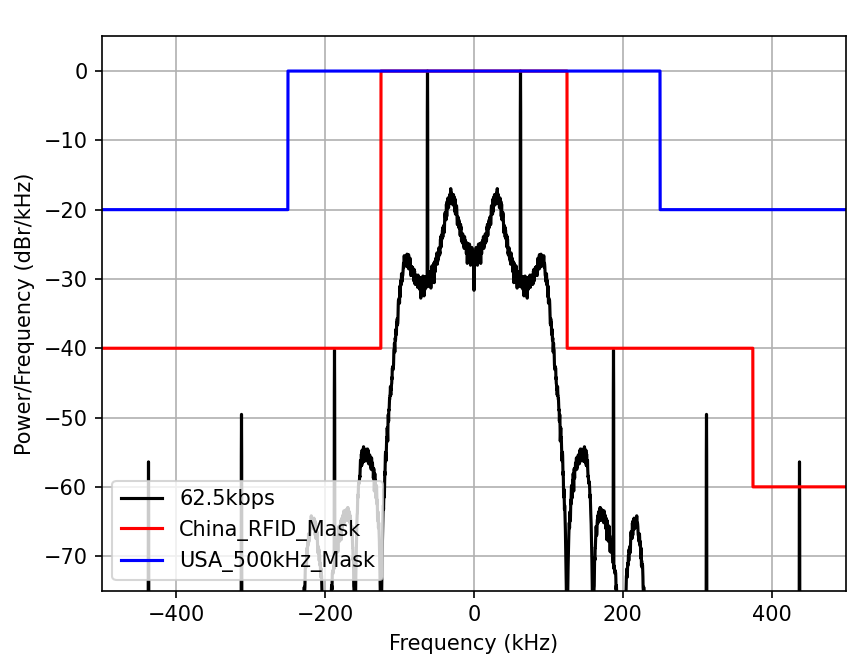 0
−10
−20
−30
−40
−50
−60
−70
Power/Frequency (dBr/kHz)
62.5kbps
China_RFID_Mask
USA_500kHz_Mask
−400 −200 0 200 400
Frequency (kHz)